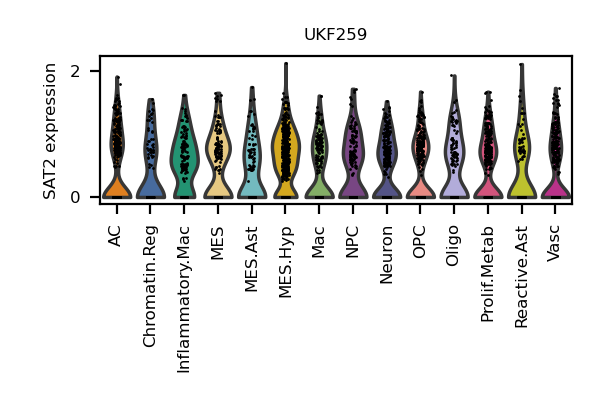 UKF259
SAT2 expression
2
0
AC
Chromatin.Reg
Inflammatory.Mac
MES
MES.Ast
MES.Hyp
Mac
NPC
Neuron
OPC
Oligo
Prolif.Metab
Reactive.Ast
Vasc